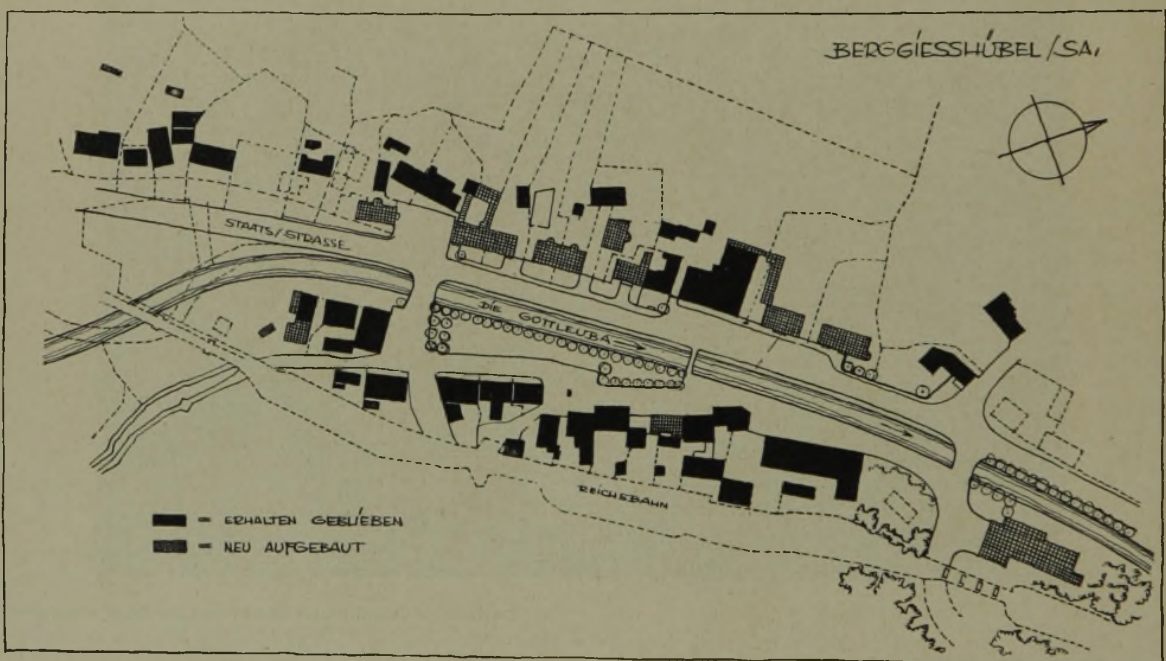 BERGGIESSHÜBEL/SA.
STAATS/STRASSE
DIE GOTTLEUBA
REICHSBAHN
– ERHALTEN GEBLIEBEN
– NEU AUFGEBAUT